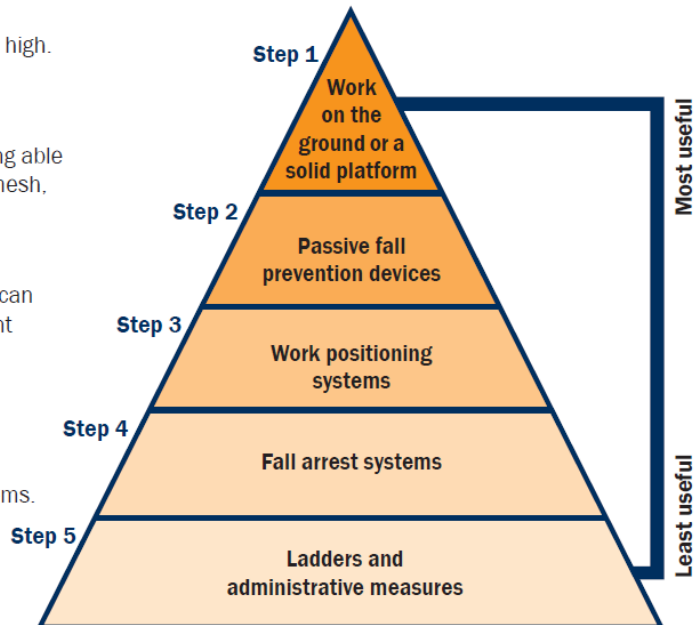 high.
ng able
nesh,
can
nt
ms.
Step 1
Work
on the
ground or a
solid platform
Step 2
Passive fall
prevention devices
Step 3
Work positioning
systems
Step 4
Fall arrest systems
Step 5
Ladders and
administrative measures
Most useful
Least useful